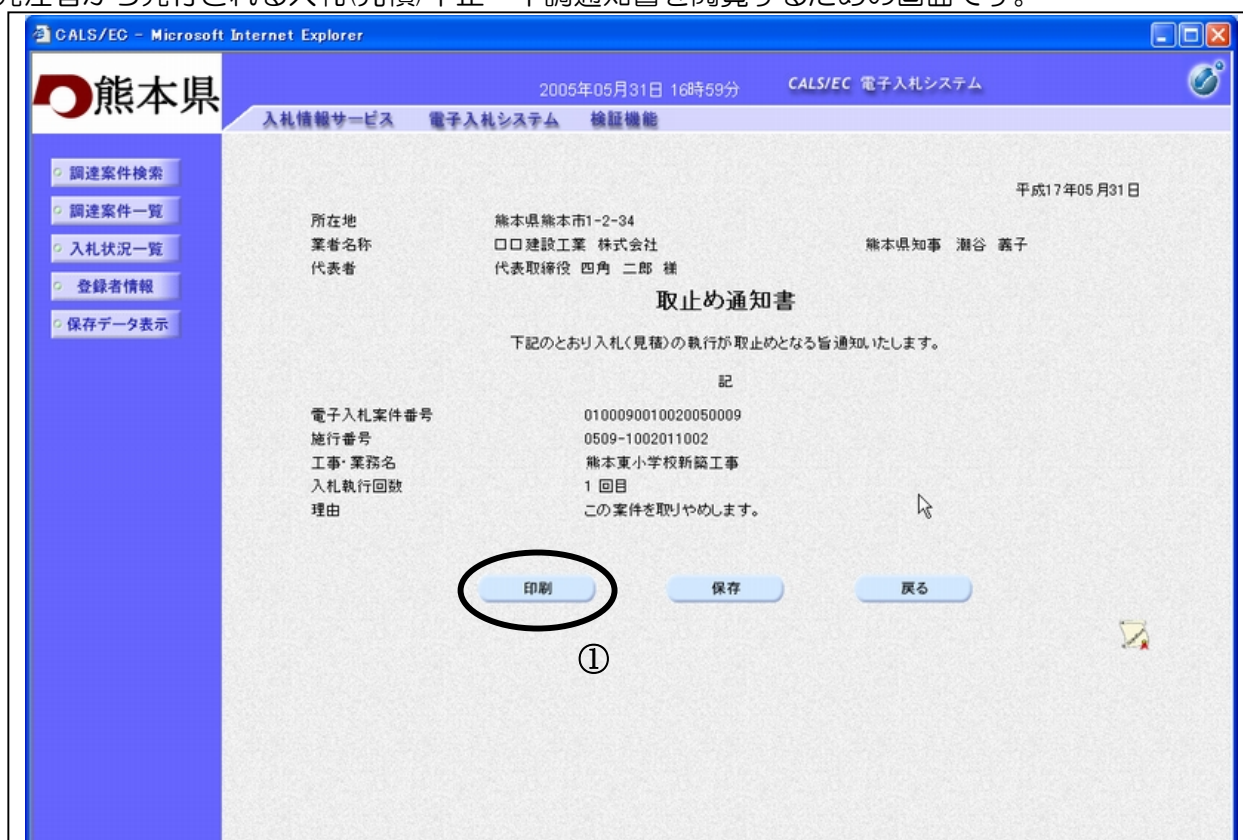 CALS/EC - Microsoft Internet Explorer
熊本県
2005年05月31日 16時59分
CALS/EC 電子入札システム
入札情報サービス 電子入札システム 検証機能
調達案件検索
調達案件一覧
入札状況一覧
登録者情報
保存データ表示
平成17年05月31日
所在地 熊本県熊本市1-2-34
業者名称 口口建設工業 株式会社 熊本県知事 潮谷 義子
代表者 代表取締役 四角 二郎 様
取止め通知書
下記のとおり入札(見積)の執行が取止めとなる旨通知いたします。
記
電子入札案件番号 0100090010020050009
施行番号 0509-1002011002
工事・業務名 熊本東小学校新築工事
入札執行回数 1 回目
理由 この案件を取りやめします。
印刷 保存 戻る
①